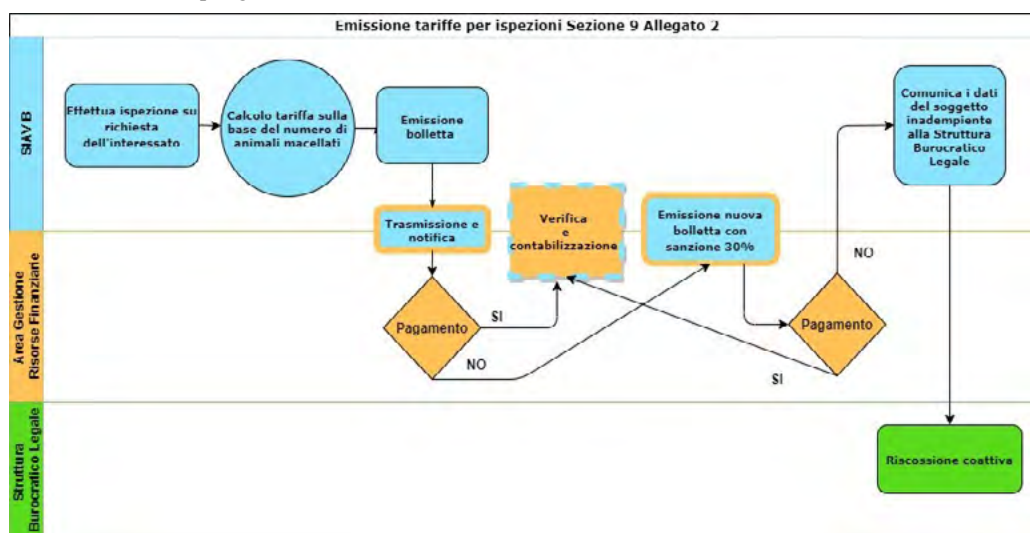 Emissione tariffe per ispezioni Sezione 9 Allegato 2
SIAV B
Effettua ispezione su
richiesta
dell'interessato
Calcolo tariffa sulla
base del numero di
animali macellati
Emissione
bolletta
Comunica i dati
del soggetto
inadempiente
alla Struttura
Burocratico
Legale
Trasmissione e
notifica
Verifica
e
contabilizzazione
Emissione nuova
bolletta con
sanzione 30%
Area Gestione
Risorse Finanziarie
Pagamento
SI
NO
Pagamento
NO
SI
Struttura
Burocratico Legale
Riscossione coattiva